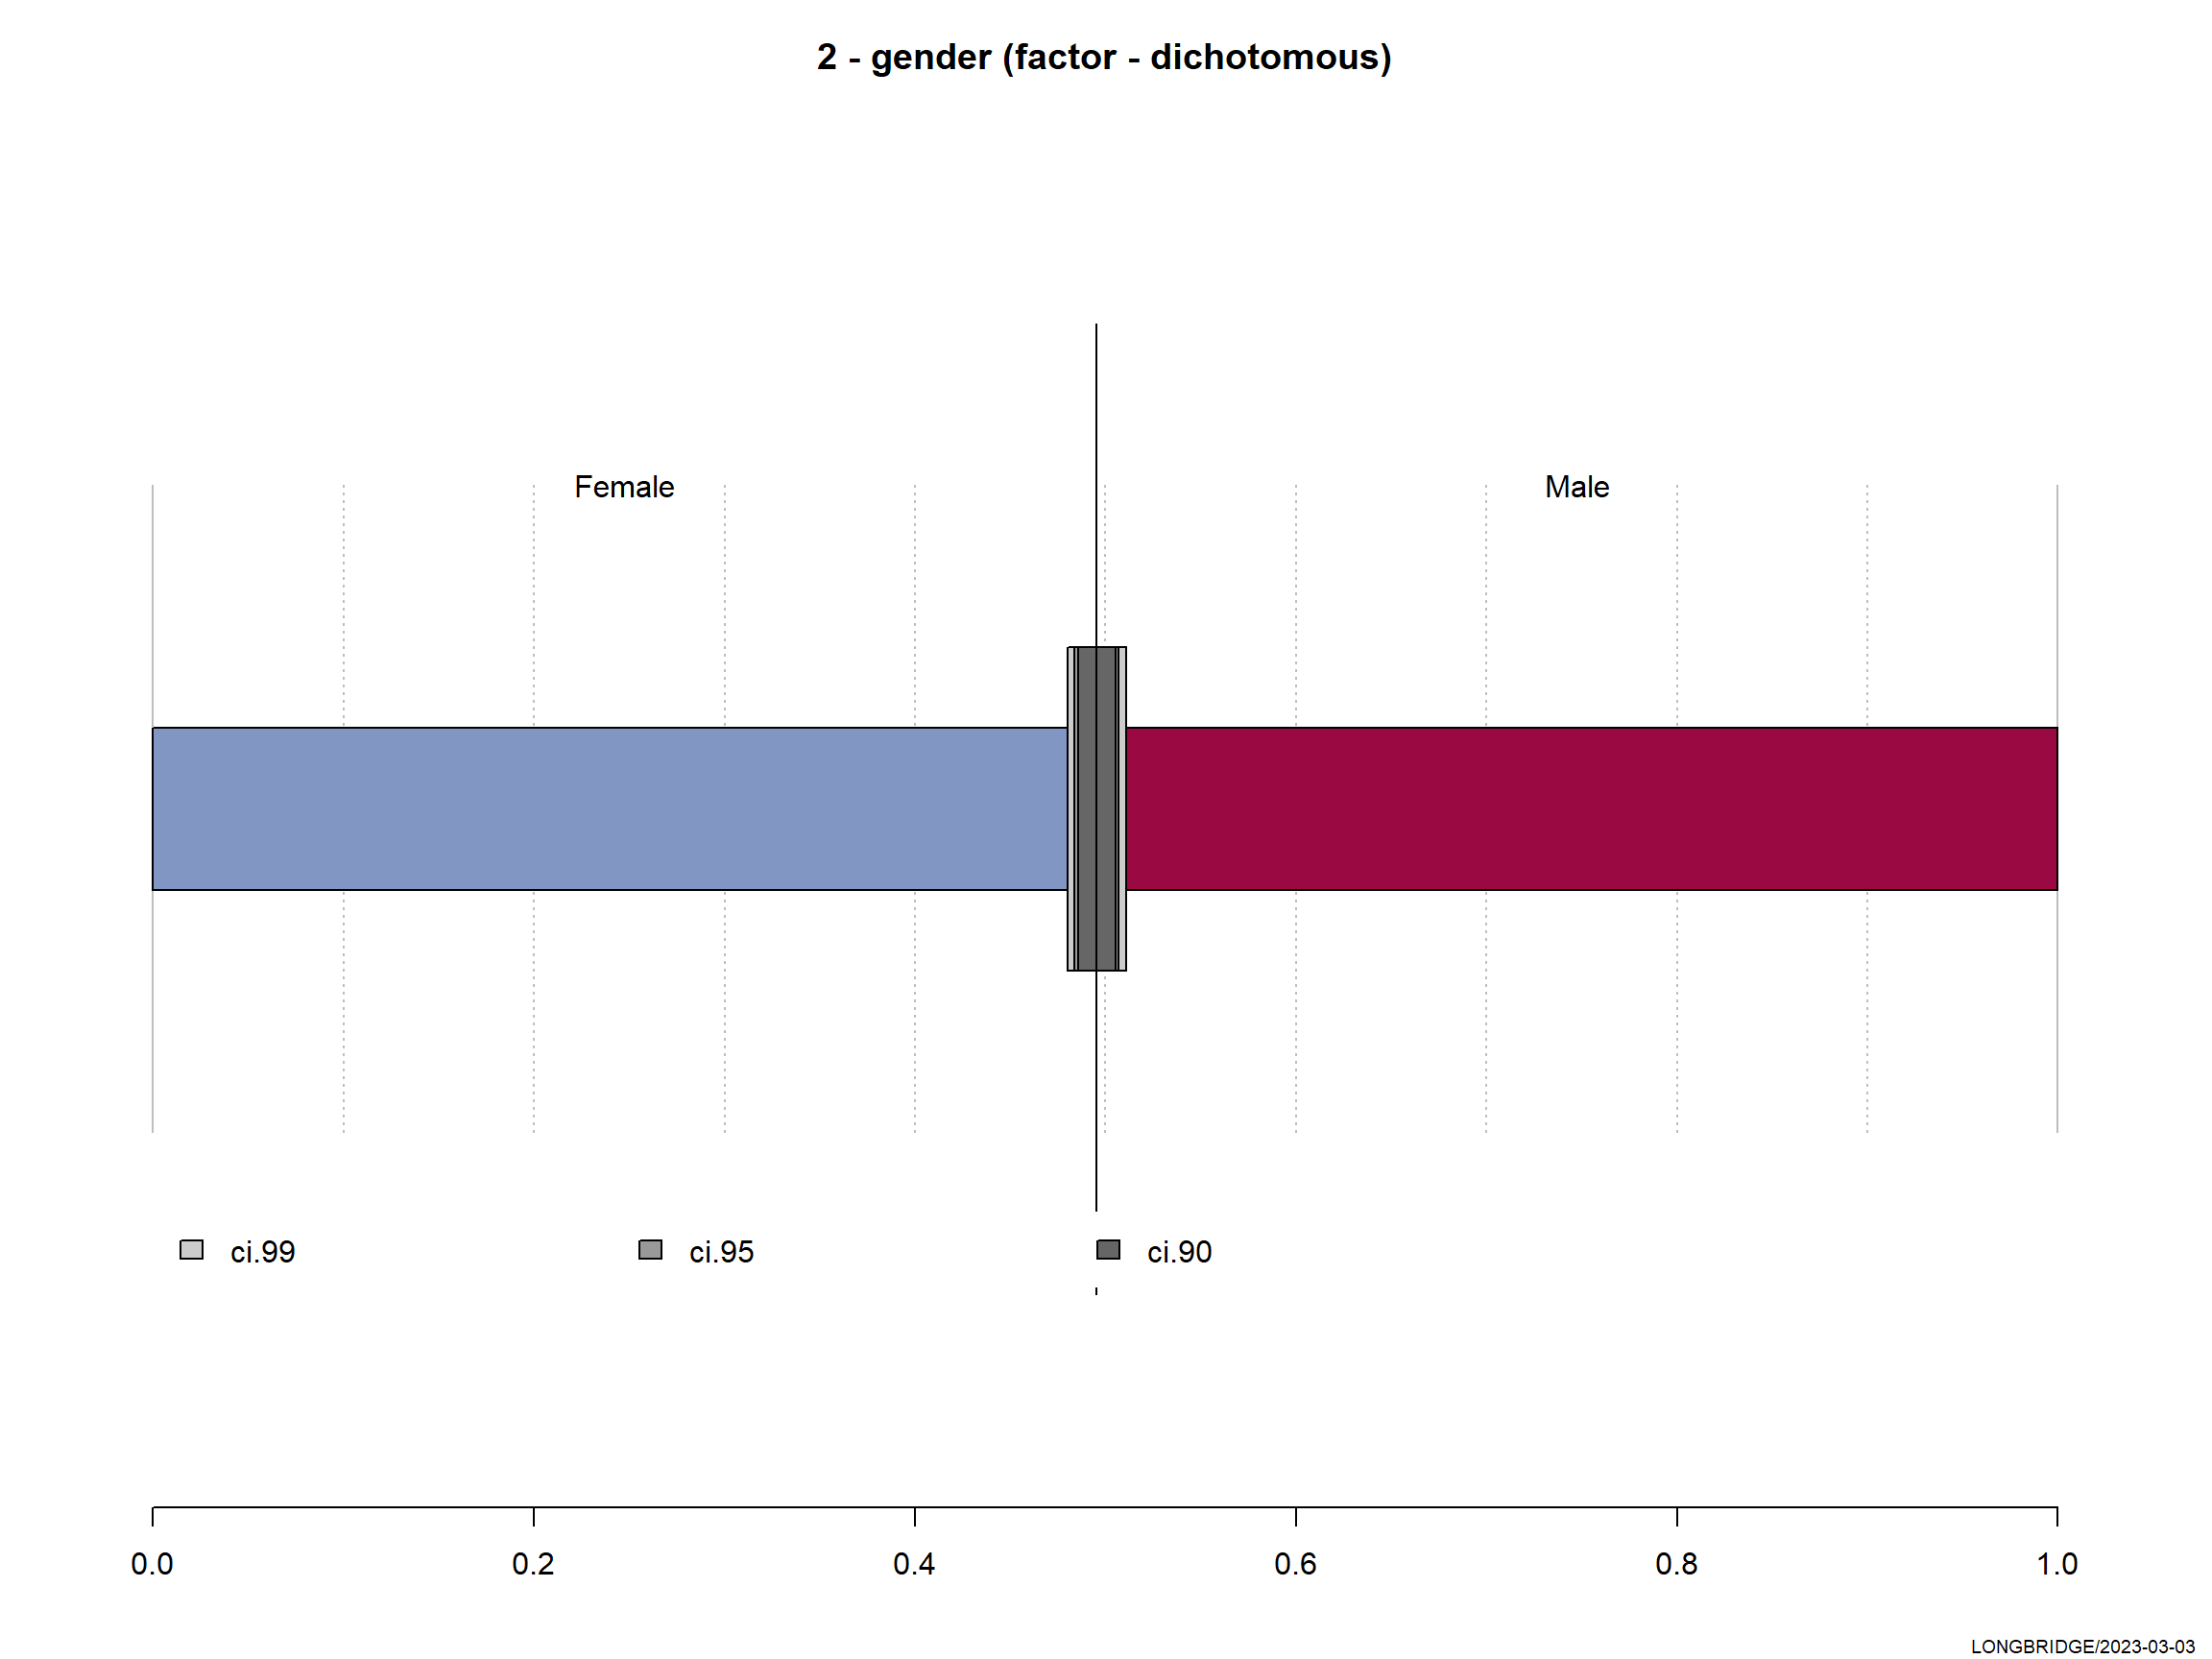 2 - gender (factor - dichotomous)
Female Male
ci.99 ci.95 ci.90
0.0 0.2 0.4 0.6 0.8 1.0
LONGBRIDGE/2023-03-03